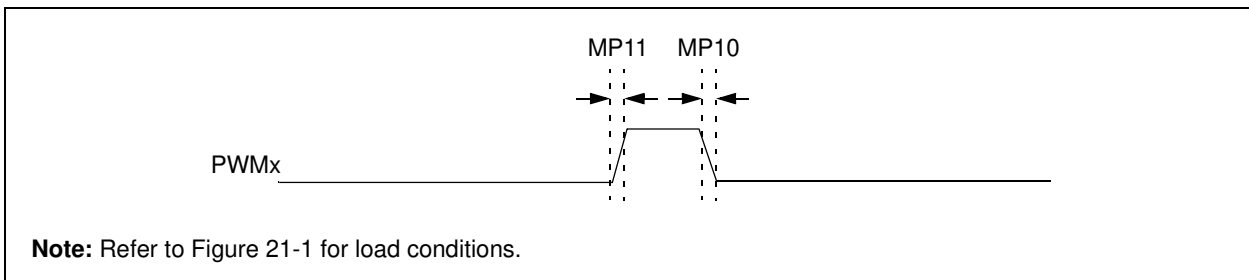 MP11 MP10
PWMx
Note: Refer to Figure 21-1 for load conditions.